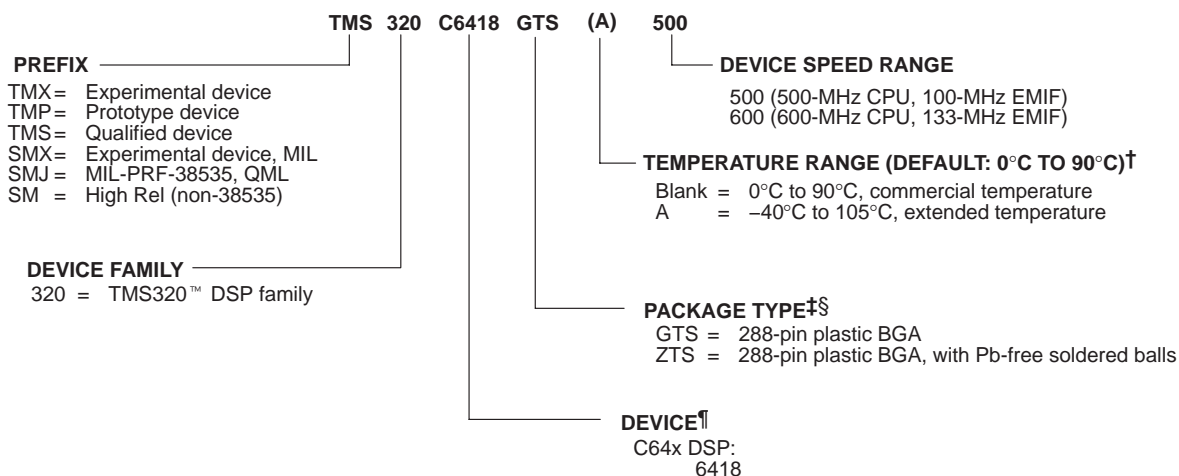 TMS 320 C6418 GTS (A) 500
PREFIX
TMX= Experimental device
TMP= Prototype device
TMS= Qualified device
SMX= Experimental device, MIL
SMJ= MIL-PRF-38535, QML
SM = High Rel (non-38535)
DEVICE SPEED RANGE
500 (500-MHz CPU, 100-MHz EMIF)
600 (600-MHz CPU, 133-MHz EMIF)
TEMPERATURE RANGE (DEFAULT: 0°C TO 90°C)†
Blank = 0°C to 90°C, commercial temperature
A = −40°C to 105°C, extended temperature
DEVICE FAMILY
320 = TMS320™ DSP family
PACKAGE TYPE‡§
GTS = 288-pin plastic BGA
ZTS = 288-pin plastic BGA, with Pb-free soldered balls
DEVICE¶
C64x DSP:
6418